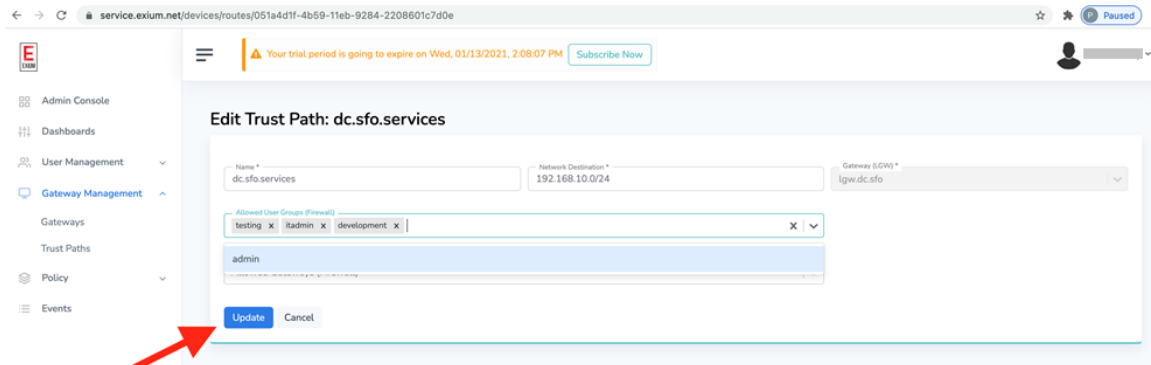 service.exium.net/devices/routes/051a4d1f-4b59-11eb-9284-2208601c7d0e
P Paused
E
EXIUM
Your trial period is going to expire on Wed, 01/13/2021, 2:08:07 PM Subscribe Now
Admin Console
Dashboards
User Management
Gateway Management
Gateways
Trust Paths
Policy
Events
Edit Trust Path: dc.sfo.services
Name *
dc.sfo.services
Network Destination *
192.168.10.0/24
Gateway (LGW) *
lgw.dc.sfo
Allowed User Groups (Firewall)
testing x itadmin x development x
admin
Update Cancel